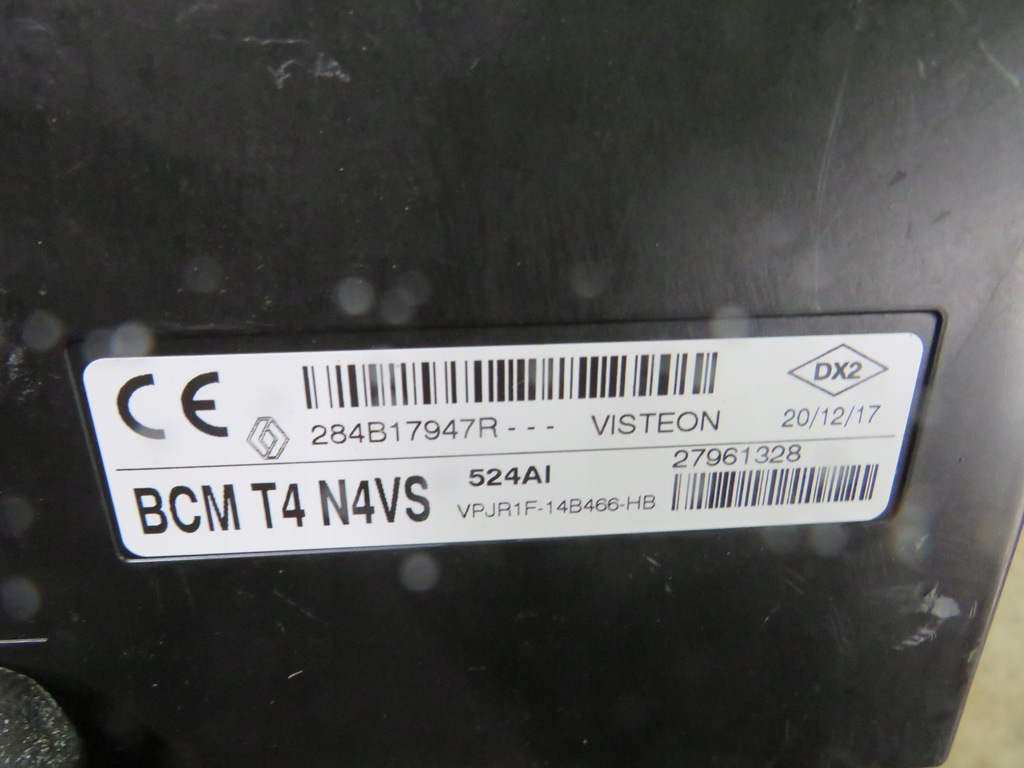 CE 284B17947R--- VISTEON DX2 20/12/17
BCM T4 N4VS 524AI 27961328
VPJR1F-14B466-HB